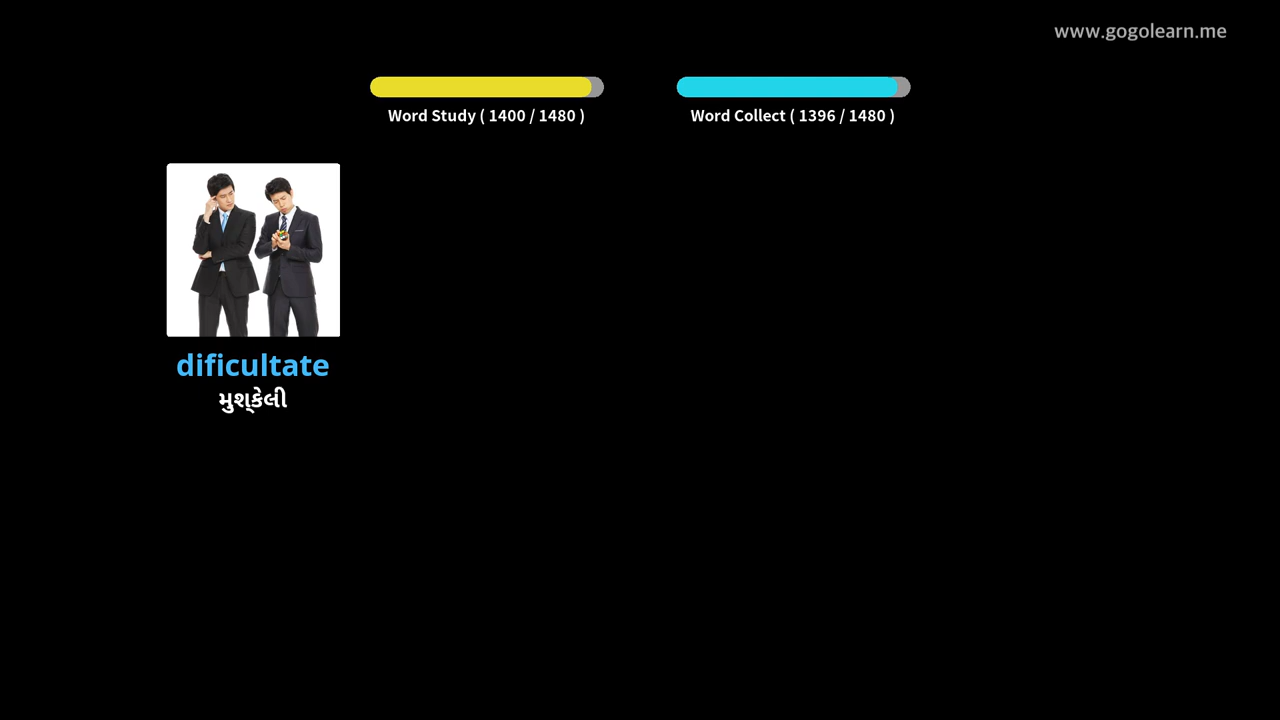 www.gogolearn.me
Word Study ( 1400 / 1480 )
Word Collect ( 1396 / 1480 )
dificultate
મુશ્કેલી